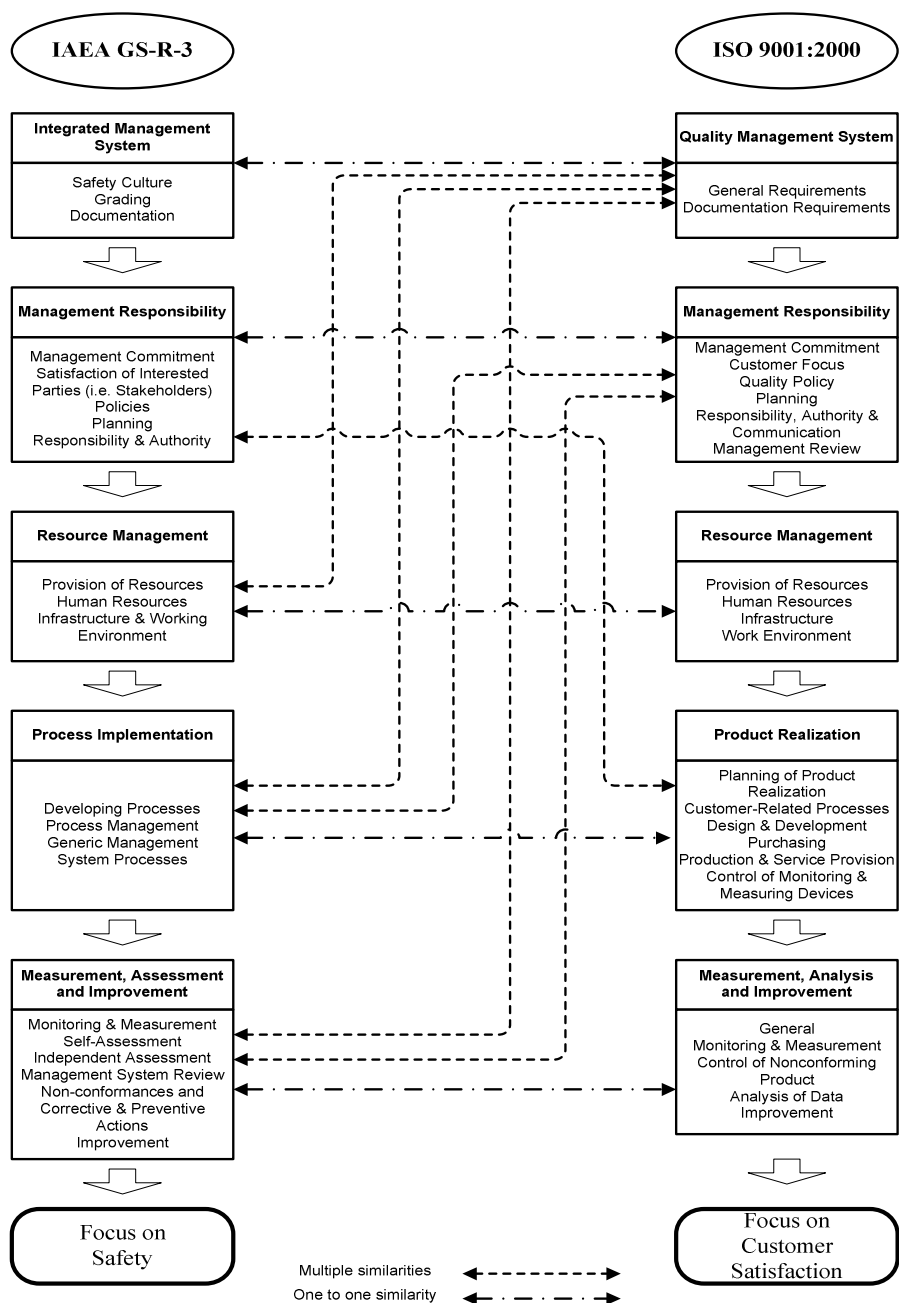 IAEA GS-R-3
Integrated Management
System
Safety Culture
Grading
Documentation
Management Responsibility
Management Commitment
Satisfaction of Interested
Parties (i.e. Stakeholders)
Policies
Planning
Responsibility & Authority
Resource Management
Provision of Resources
Human Resources
Infrastructure & Working
Environment
Process Implementation
Developing Processes
Process Management
Generic Management
System Processes
Measurement, Assessment
and Improvement
Monitoring & Measurement
Self-Assessment
Independent Assessment
Management System Review
Non-conformances and
Corrective & Preventive
Actions
Improvement
Focus on
Safety
ISO 9001:2000
Quality Management System
General Requirements
Documentation Requirements
Management Responsibility
Management Commitment
Customer Focus
Quality Policy
Planning
Responsibility, Authority &
Communication
Management Review
Resource Management
Provision of Resources
Human Resources
Infrastructure
Work Environment
Product Realization
Planning of Product
Realization
Customer-Related Processes
Design & Development
Purchasing
Production & Service Provision
Control of Monitoring &
Measuring Devices
Measurement, Analysis
and Improvement
General
Monitoring & Measurement
Control of Nonconforming
Product
Analysis of Data
Improvement
Focus on
Customer
Satisfaction
Multiple similarities
One to one similarity